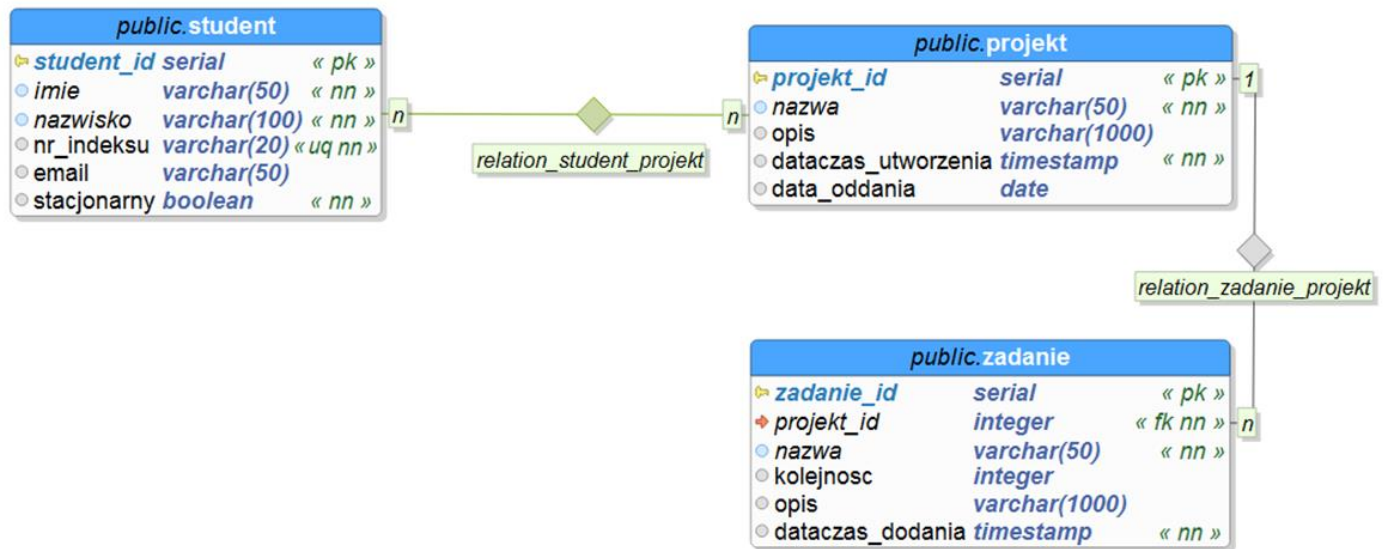 public.student
student_id serial « pk »
imie varchar(50) « nn »
nazwisko varchar(100) « nn »
nr_indeksu varchar(20) « uq nn »
email varchar(50)
stacjonarny boolean « nn »
n
relation_student_projekt
n
public.projekt
projekt_id serial « pk »
nazwa varchar(50) « nn »
opis varchar(1000)
dataczas_utworzenia timestamp « nn »
data_oddania date
1
relation_zadanie_projekt
public.zadanie
zadanie_id serial « pk »
projekt_id integer « fk nn »
nazwa varchar(50) « nn »
kolejnosc integer
opis varchar(1000)
dataczas_dodania timestamp « nn »
n